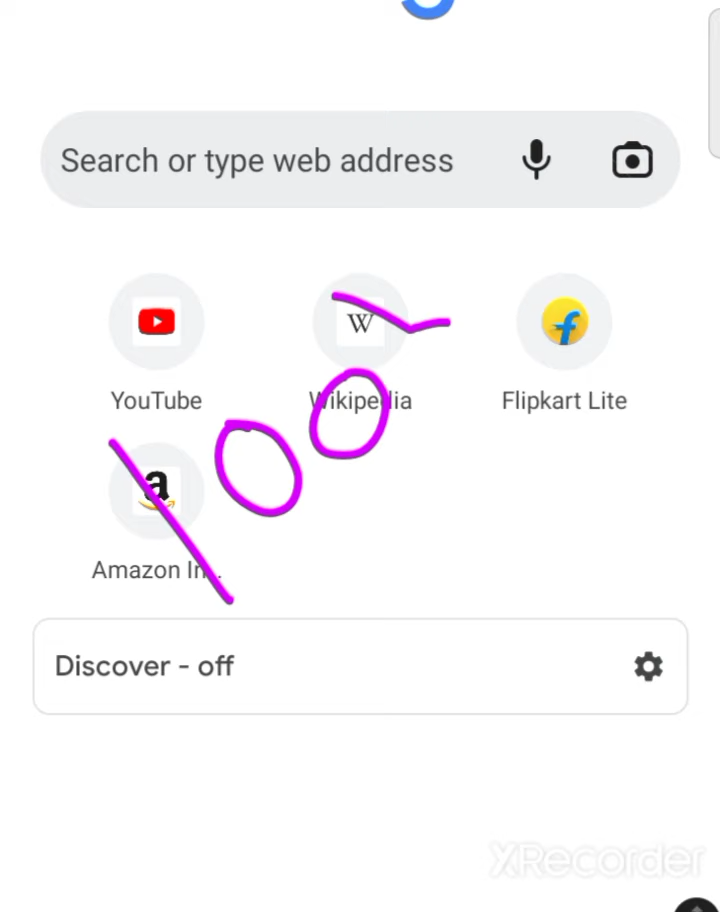 Search or type web address
W
YouTube Wikipedia Flipkart Lite
a
Amazon In...
Discover - off
XRecorder